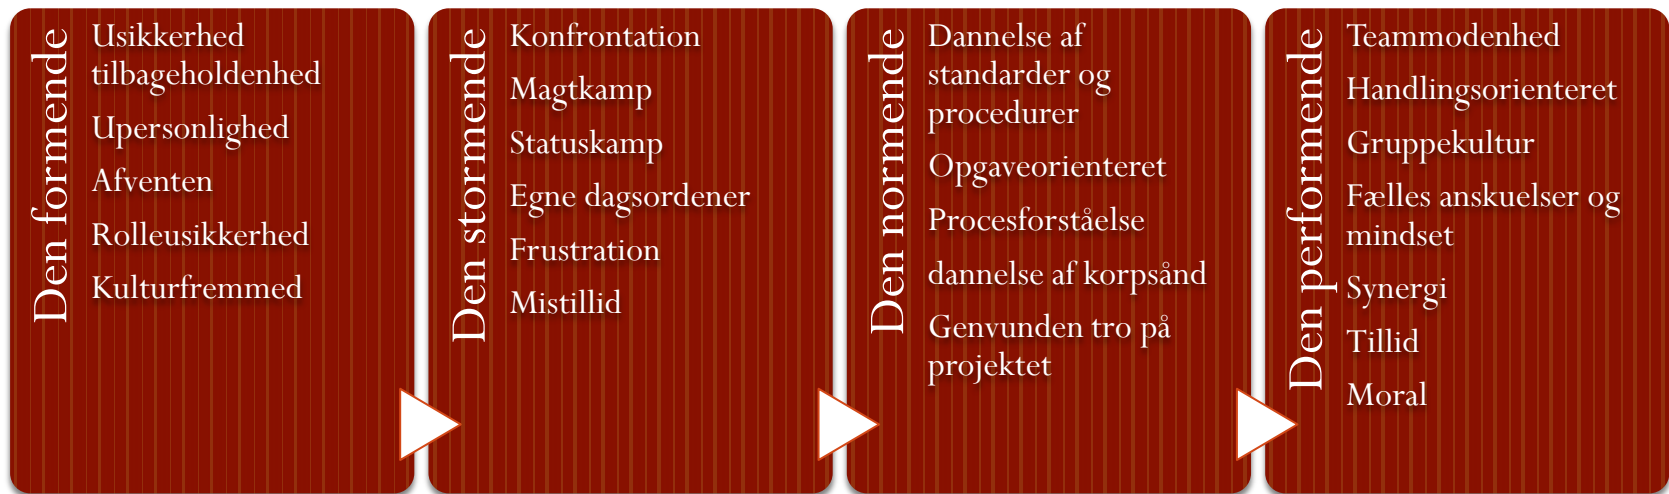 Den formende
Usikkerhed
tilbageholdenhed
Upersonlighed
Afventen
Rolleusikkerhed
Kulturfremmed
Den stormende
Konfrontation
Magtkamp
Statuskamp
Egne dagsordener
Frustration
Mistillid
Den normende
Dannelse af
standarder og
procedurer
Opgaveorienteret
Procesforståelse
dannelse af korpsånd
Genvunden tro på
projektet
Den performende
Teammodenhed
Handlingsorienteret
Gruppekultur
Fælles anskuelser og
mindset
Synergi
Tillid
Moral